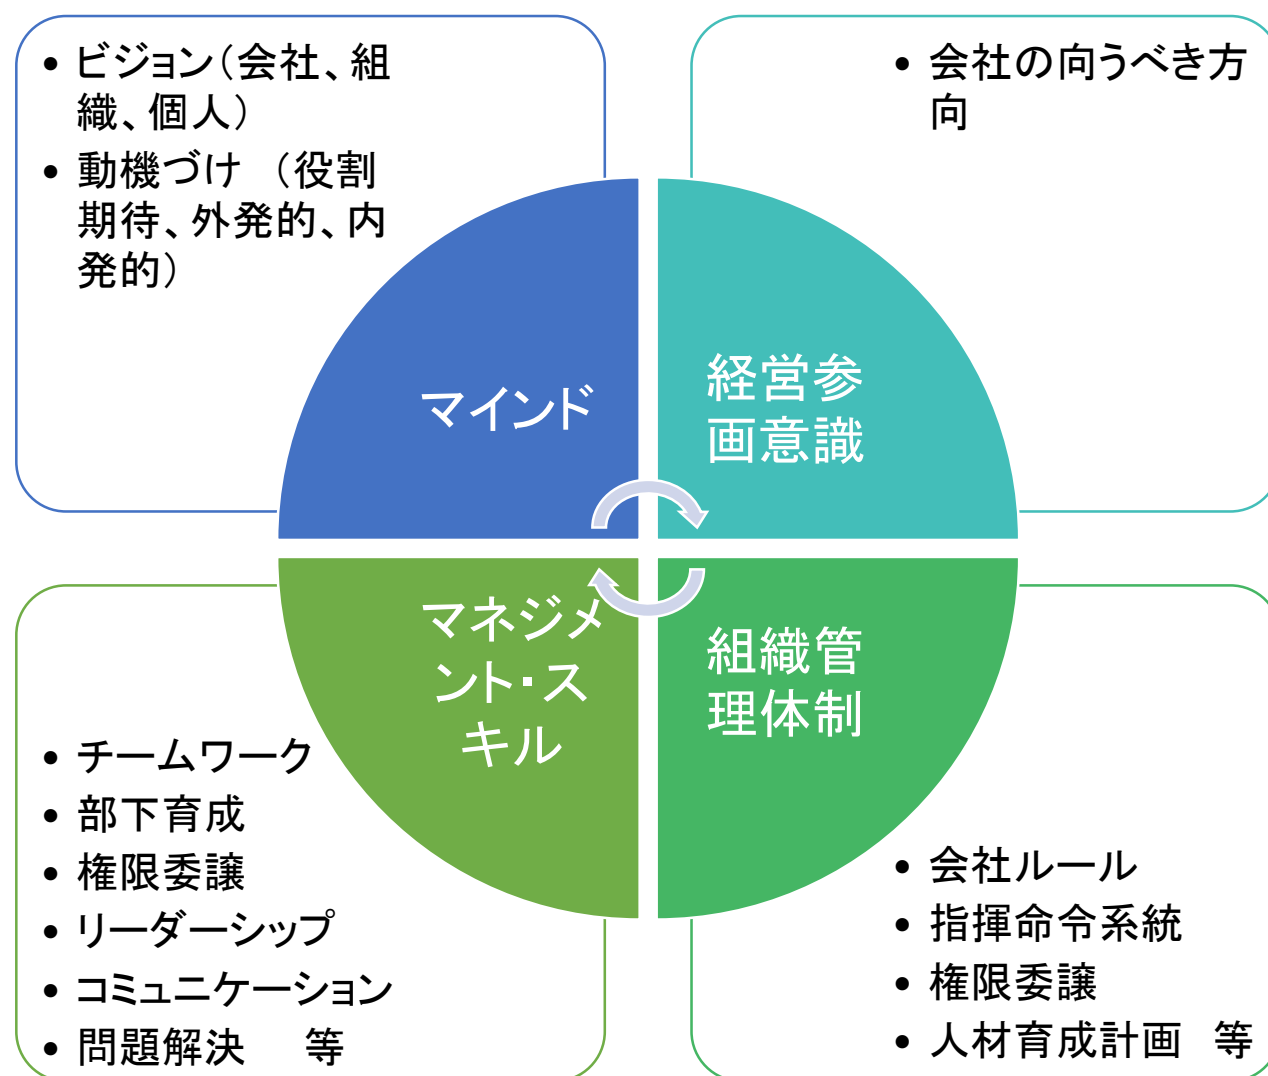 • ビジョン（会社、組
織、個人）
• 動機づけ　（役割
期待、外発的、内
発的）
• 会社の向うべき方
向
マインド
経営参
画意識
マネジメ
ント・ス
キル
組織管
理体制
• チームワーク
• 部下育成
• 権限委譲
• リーダーシップ
• コミュニケーション
• 問題解決　　等
• 会社ルール
• 指揮命令系統
• 権限委譲
• 人材育成計画　等